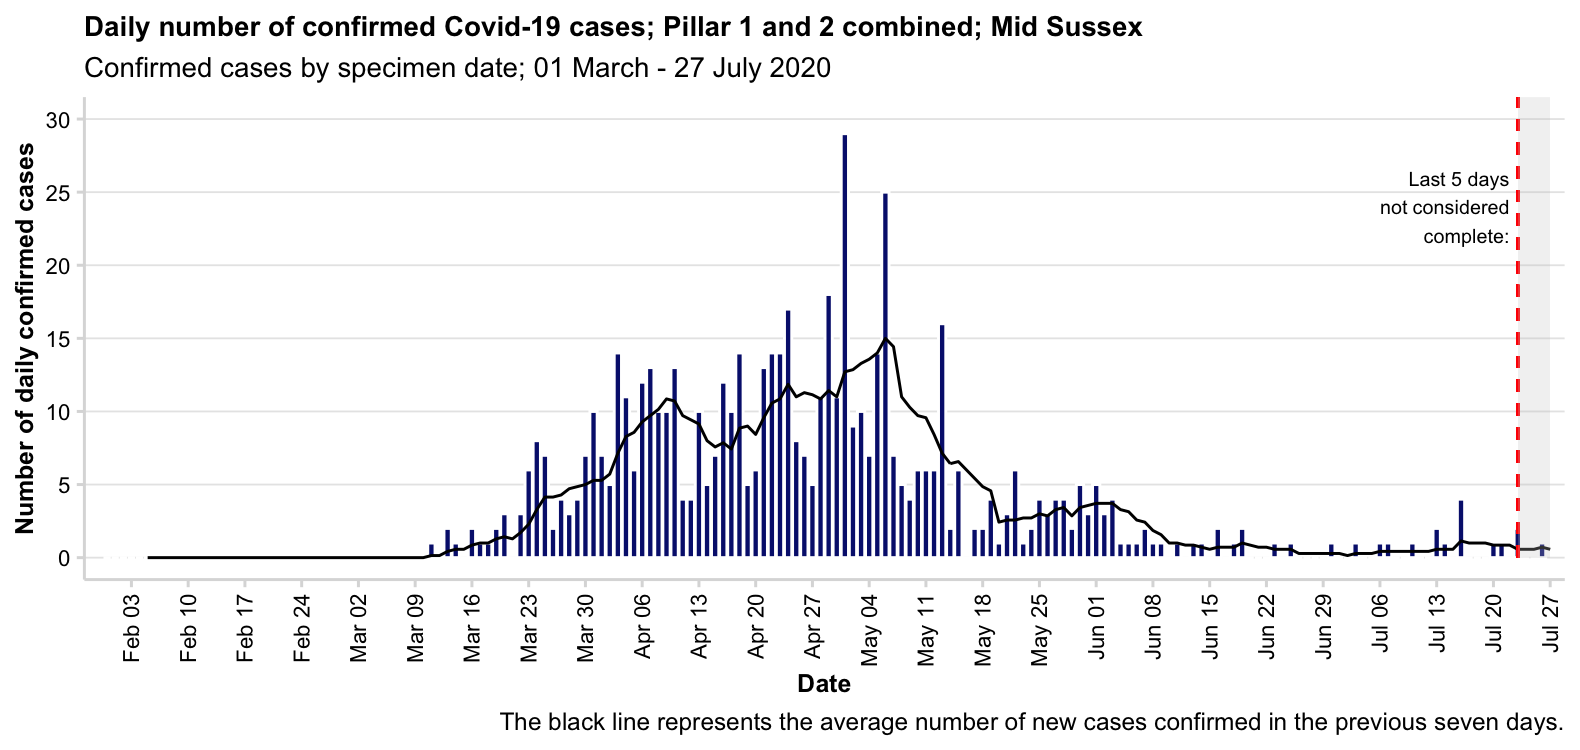 Daily number of confirmed Covid-19 cases; Pillar 1 and 2 combined; Mid Sussex
Confirmed cases by specimen date; 01 March - 27 July 2020
Number of daily confirmed cases
30
25
20
15
10
5
0
Last 5 days
not considered
complete:
Feb 03
Feb 10
Feb 17
Feb 24
Mar 02
Mar 09
Mar 16
Mar 23
Mar 30
Apr 06
Apr 13
Apr 20
Apr 27
May 04
May 11
May 18
May 25
Jun 01
Jun 08
Jun 15
Jun 22
Jun 29
Jul 06
Jul 13
Jul 20
Jul 27
Date
The black line represents the average number of new cases confirmed in the previous seven days.